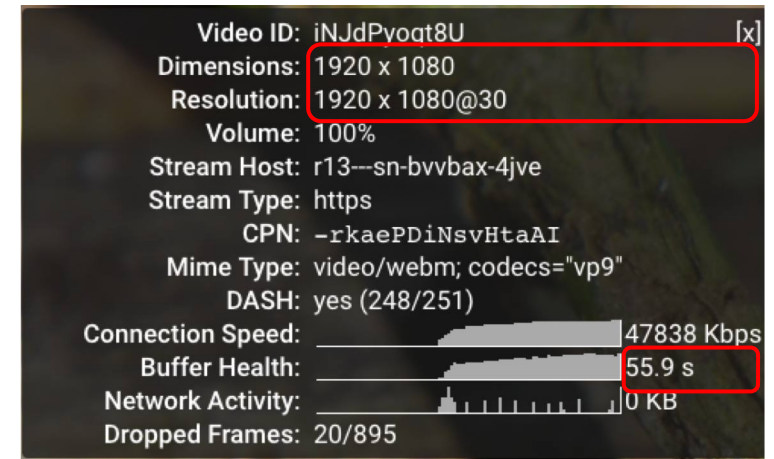 Video ID: iNJdPyoqt8U [x]
Dimensions: 1920 x 1080
Resolution: 1920 x 1080@30
Volume: 100%
Stream Host: r13---sn-bvvbax-4jve
Stream Type: https
CPN: -rkaePDiNsvHtaAI
Mime Type: video/webm; codecs="vp9"
DASH: yes (248/251)
Connection Speed: 47838 Kbps
Buffer Health: 55.9 s
Network Activity: 0 KB
Dropped Frames: 20/895